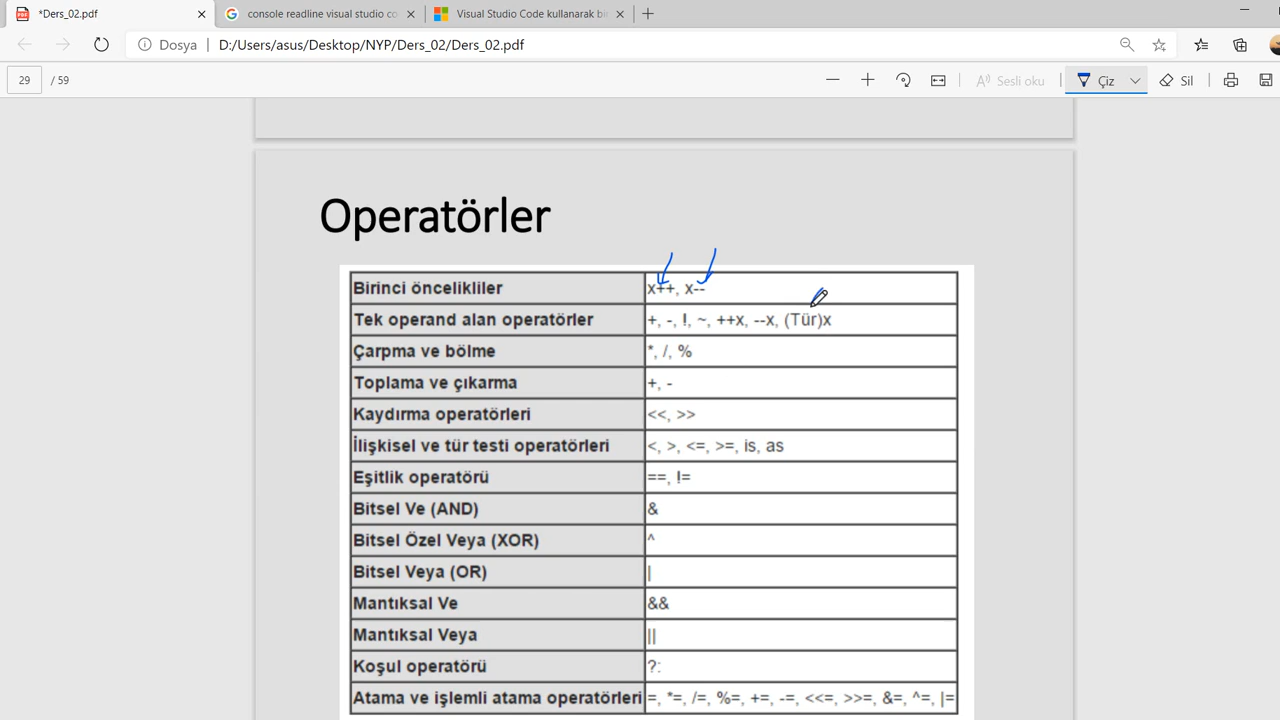 *Ders_02.pdf
console readline visual studio co
Visual Studio Code kullanarak bi
Dosya D:/Users/asus/Desktop/NYP/Ders_02/Ders_02.pdf
29 / 59
A Sesli oku
Çiz
Sil
Operatörler
Birinci öncelikliler x++, x--
Tek operand alan operatörler +, -, !, ~, ++x, --x, (Tür)x
Çarpma ve bölme *, /, %
Toplama ve çıkarma +, -
Kaydırma operatörleri <<, >>
İlişkisel ve tür testi operatörleri <, >, <=, >=, is, as
Eşitlik operatörü ==, !=
Bitsel Ve (AND) &
Bitsel Özel Veya (XOR) ^
Bitsel Veya (OR) |
Mantıksal Ve &&
Mantıksal Veya ||
Koşul operatörü ?:
Atama ve işlemli atama operatörleri =, *=, /=, %=, +=, -=, <<=, >>=, &=, ^=, |=